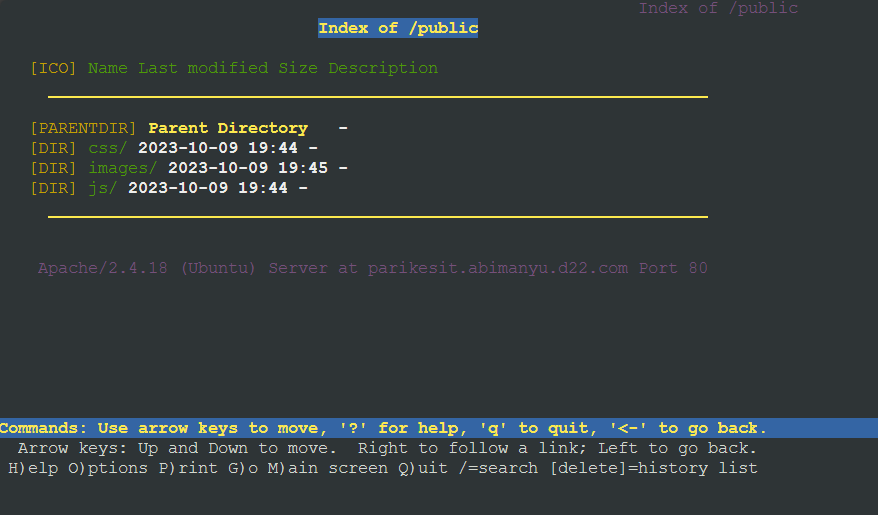 Index of /public
Index of /public
[ICO] Name Last modified Size Description
[PARENTDIR] Parent Directory -
[DIR] css/ 2023-10-09 19:44 -
[DIR] images/ 2023-10-09 19:45 -
[DIR] js/ 2023-10-09 19:44 -
Apache/2.4.18 (Ubuntu) Server at parikesit.abimanyu.d22.com Port 80
Commands: Use arrow keys to move, '?' for help, 'q' to quit, '<-' to go back.
Arrow keys: Up and Down to move. Right to follow a link; Left to go back.
H)elp O)ptions P)rint G)o M)ain screen Q)uit /=search [delete]=history list